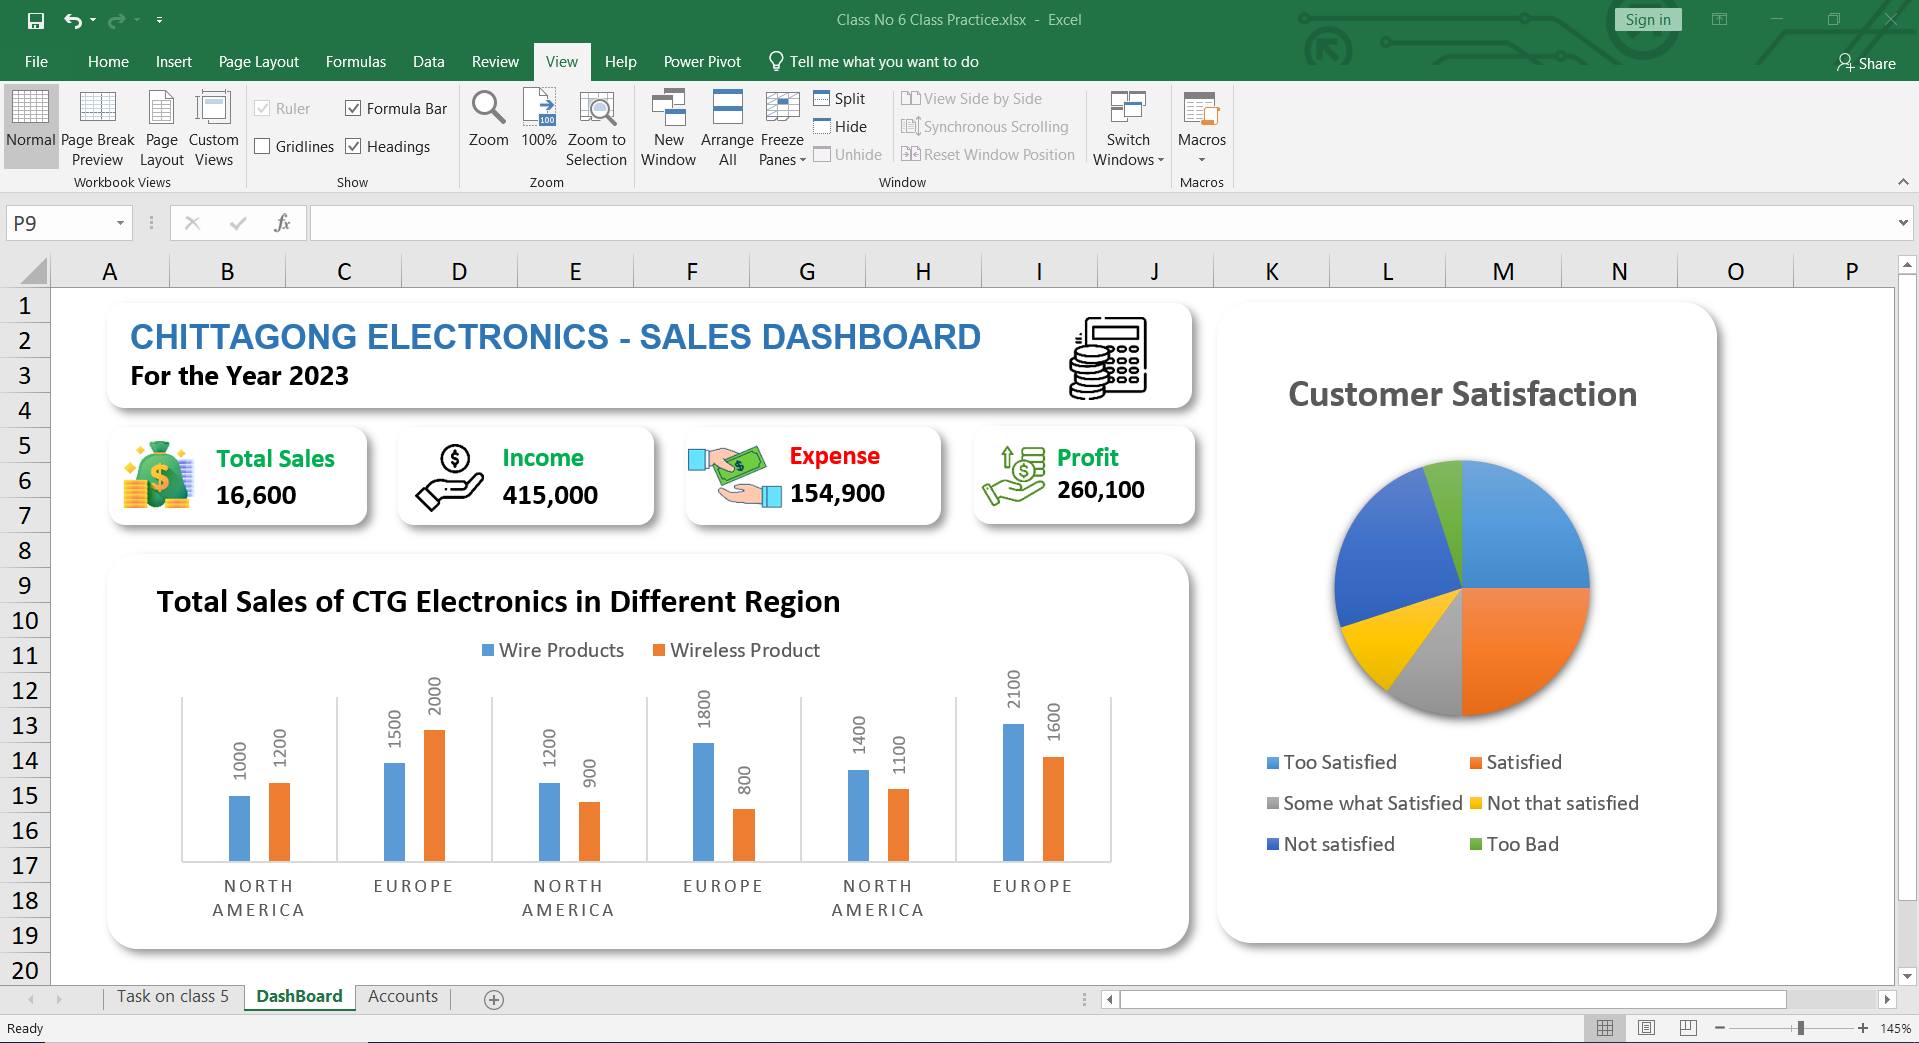 Class No 6 Class Practice.xlsx - Excel
Sign in
File Home Insert Page Layout Formulas Data Review View Help Power Pivot Tell me what you want to do
Share
Normal
Page Break Preview
Page Layout
Custom Views
Workbook Views
Ruler
Formula Bar
Gridlines
Headings
Show
Zoom
100
100%
Zoom to Selection
Zoom
New Window
Arrange All
Freeze Panes
Split
Hide
Unhide
View Side by Side
Synchronous Scrolling
Reset Window Position
Switch Windows
Window
Macros
Macros
P9
fx
A B C D E F G H I J K L M N O P
1
2
3
4
5
6
7
8
9
10
11
12
13
14
15
16
17
18
19
20
CHITTAGONG ELECTRONICS - SALES DASHBOARD
For the Year 2023
Total Sales
16,600
Income
415,000
Expense
154,900
Profit
260,100
Total Sales of CTG Electronics in Different Region
Wire Products Wireless Product
1000 1200 1500 2000 1200 900 1800 800 1400 1100 2100 1600
NORTH AMERICA
EUROPE
NORTH AMERICA
EUROPE
NORTH AMERICA
EUROPE
Customer Satisfaction
Too Satisfied Satisfied
Some what Satisfied Not that satisfied
Not satisfied Too Bad
Task on class 5 DashBoard Accounts
Ready
145%